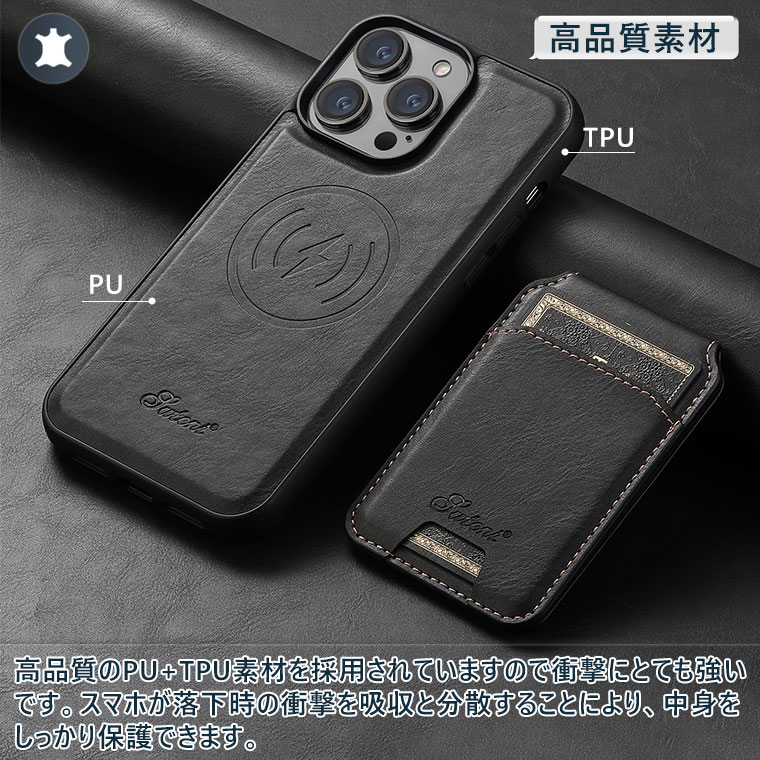 高品質素材
TPU
PU
Suteni®
Suteni®
高品質のPU+TPU素材を採用されていますので衝撃にとても強い
です。スマホが落下時の衝撃を吸収と分散することにより、中身を
しっかり保護できます。